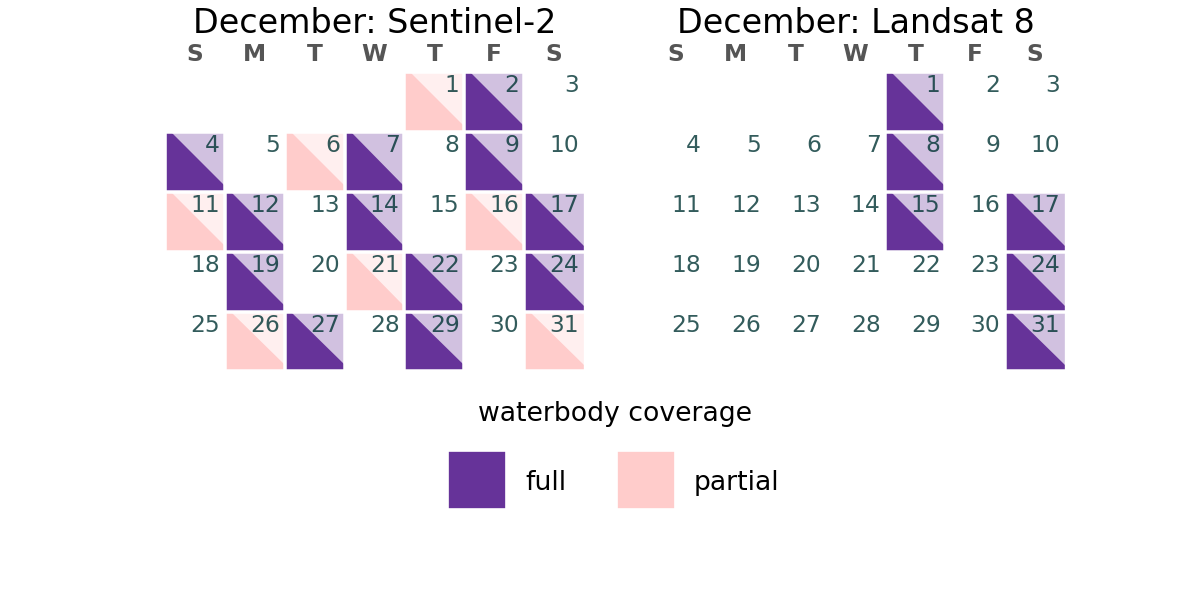 December: Sentinel-2
S M T W T F S
1 2 3
4 5 6 7 8 9 10
11 12 13 14 15 16 17
18 19 20 21 22 23 24
25 26 27 28 29 30 31
December: Landsat 8
S M T W T F S
1 2 3
4 5 6 7 8 9 10
11 12 13 14 15 16 17
18 19 20 21 22 23 24
25 26 27 28 29 30 31
waterbody coverage
full partial